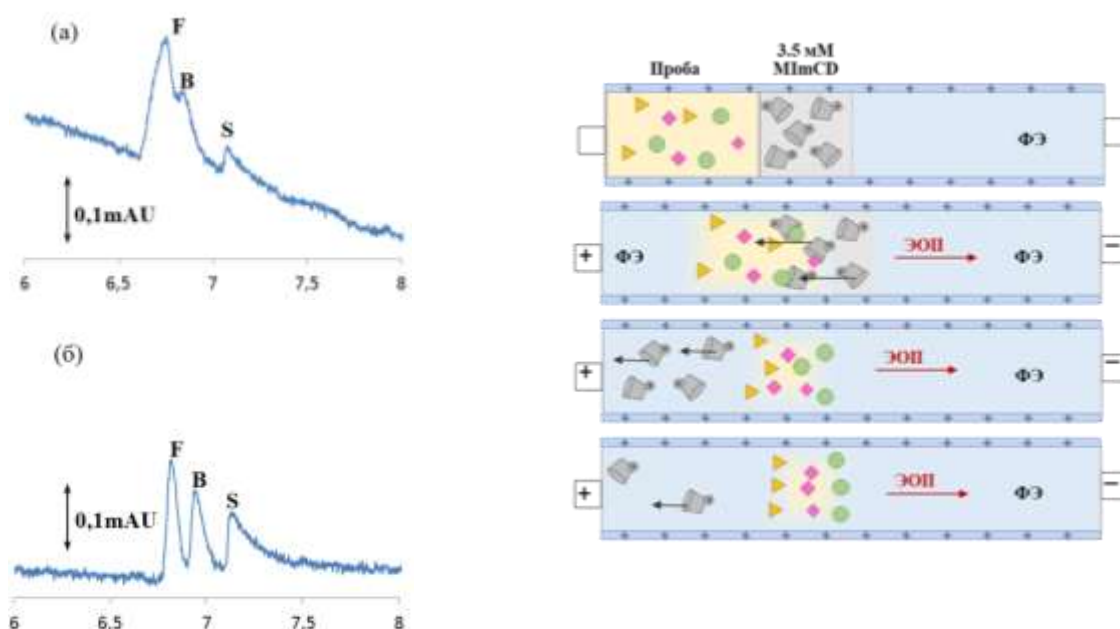 (а)
F
B
S
0,1mAU
6
6,5
7
7,5
8
(б)
F
B
S
0,1mAU
6
6,5
7
7,5
8
Проба
3.5 мМ
MImCD
ФЭ
+
ФЭ
ЭОП
ФЭ
−
+
ЭОП
ФЭ
−
+
ЭОП
ФЭ
−